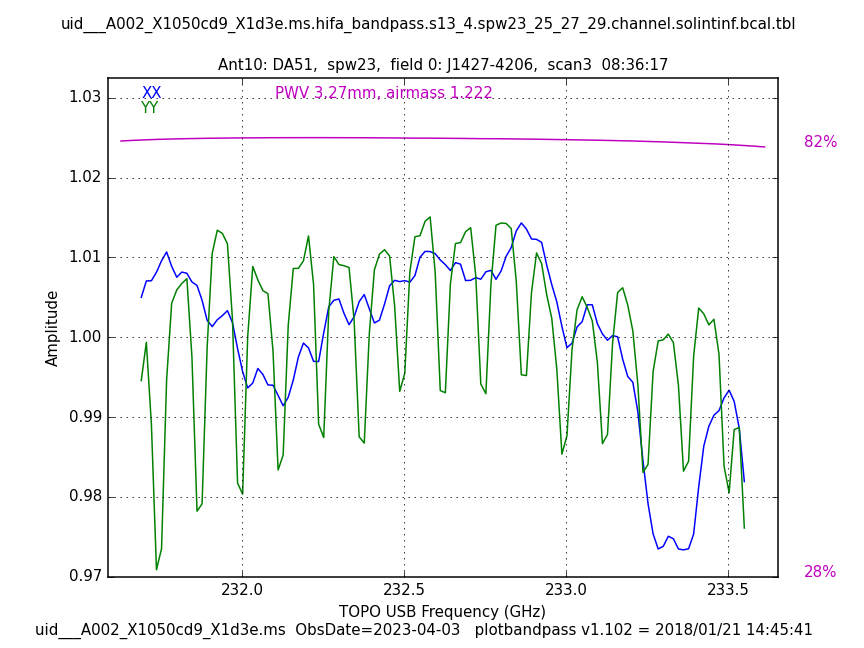 uid___A002_X1050cd9_X1d3e.ms.hifa_bandpass.s13_4.spw23_25_27_29.channel.solintinf.bcal.tbl
Ant10: DA51,  spw23,  field 0: J1427-4206,  scan3  08:36:17
XX
YY
PWV 3.27mm, airmass 1.222
1.03
1.02
1.01
1.00
0.99
0.98
0.97
Amplitude
82%
28%
232.0 232.5 233.0 233.5
TOPO USB Frequency (GHz)
uid___A002_X1050cd9_X1d3e.ms  ObsDate=2023-04-03   plotbandpass v1.102 = 2018/01/21 14:45:41